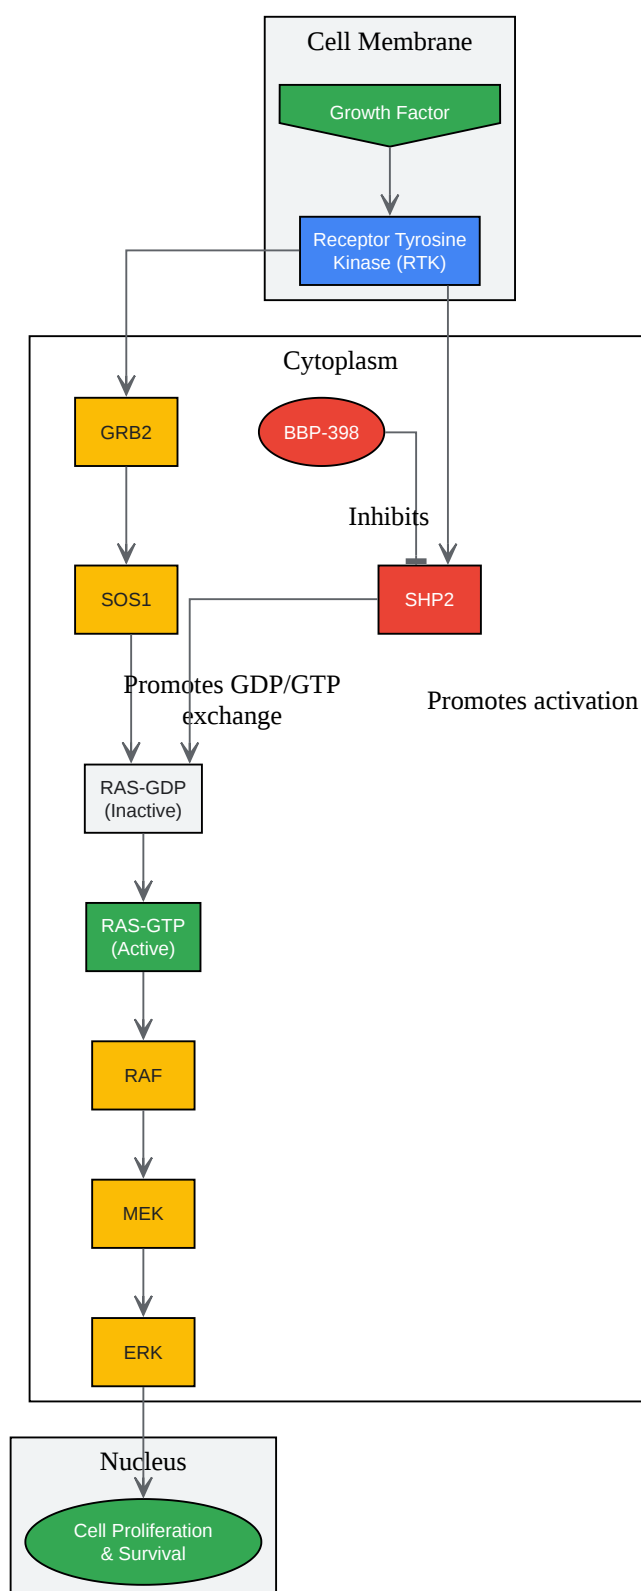 Cell Membrane
Growth Factor
Receptor Tyrosine
Kinase (RTK)
Cytoplasm
GRB2
BBP-398
Inhibits
SOS1
SHP2
Promotes GDP/GTP
exchange
Promotes activation
RAS-GDP
(Inactive)
RAS-GTP
(Active)
RAF
MEK
ERK
Nucleus
Cell Proliferation
& Survival